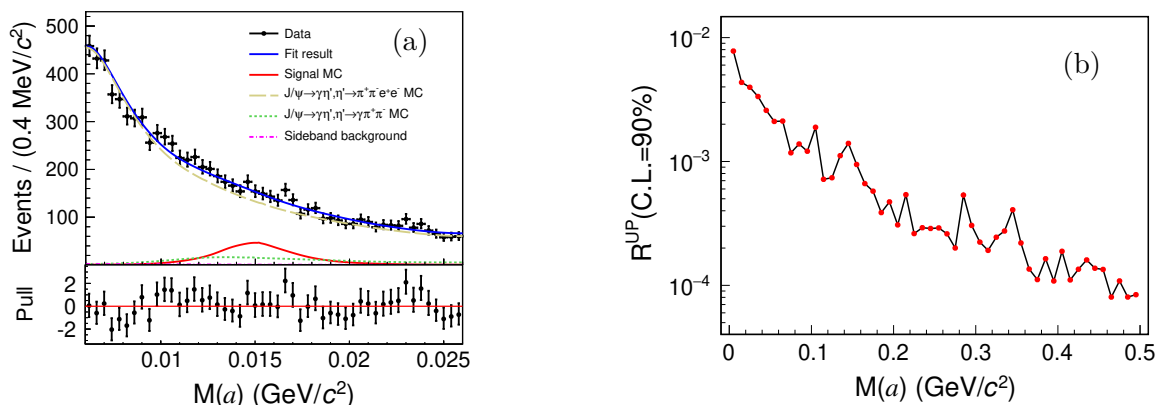 500
400
300
200
100
Events / (0.4 MeV/c²)
(a)
Data
Fit result
Signal MC
J/ψ→γη′,η′→π⁺π⁻e⁺e⁻ MC
J/ψ→γη′,η′→γπ⁺π⁻ MC
Sideband background
2
0
-2
Pull
0.01 0.015 0.02 0.025
M(a) (GeV/c²)
(b)
10⁻²
10⁻³
10⁻⁴
R^UP(C.L.=90%)
0 0.1 0.2 0.3 0.4 0.5
M(a) (GeV/c²)